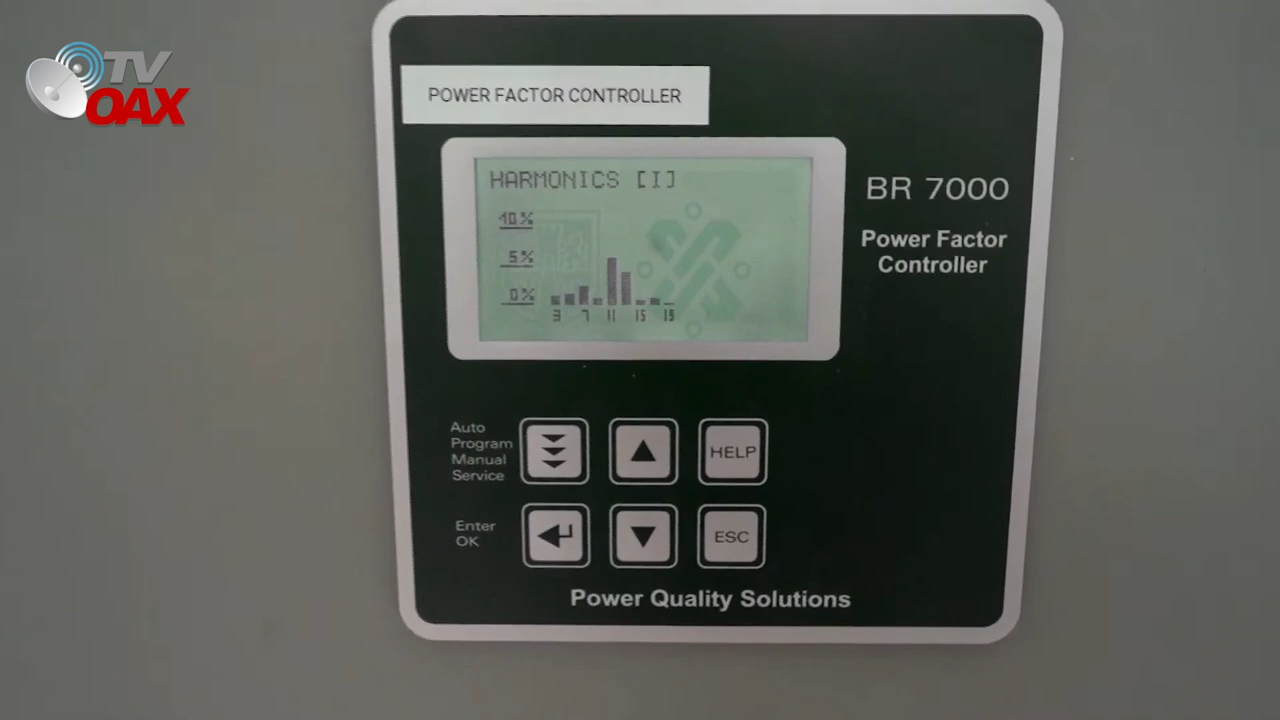 TV
OAX
POWER FACTOR CONTROLLER
HARMONICS [I]
10%
5%
0%
3 7 11 15 19
BR 7000
Power Factor
Controller
Auto
Program
Manual
Service
HELP
Enter
OK
ESC
Power Quality Solutions